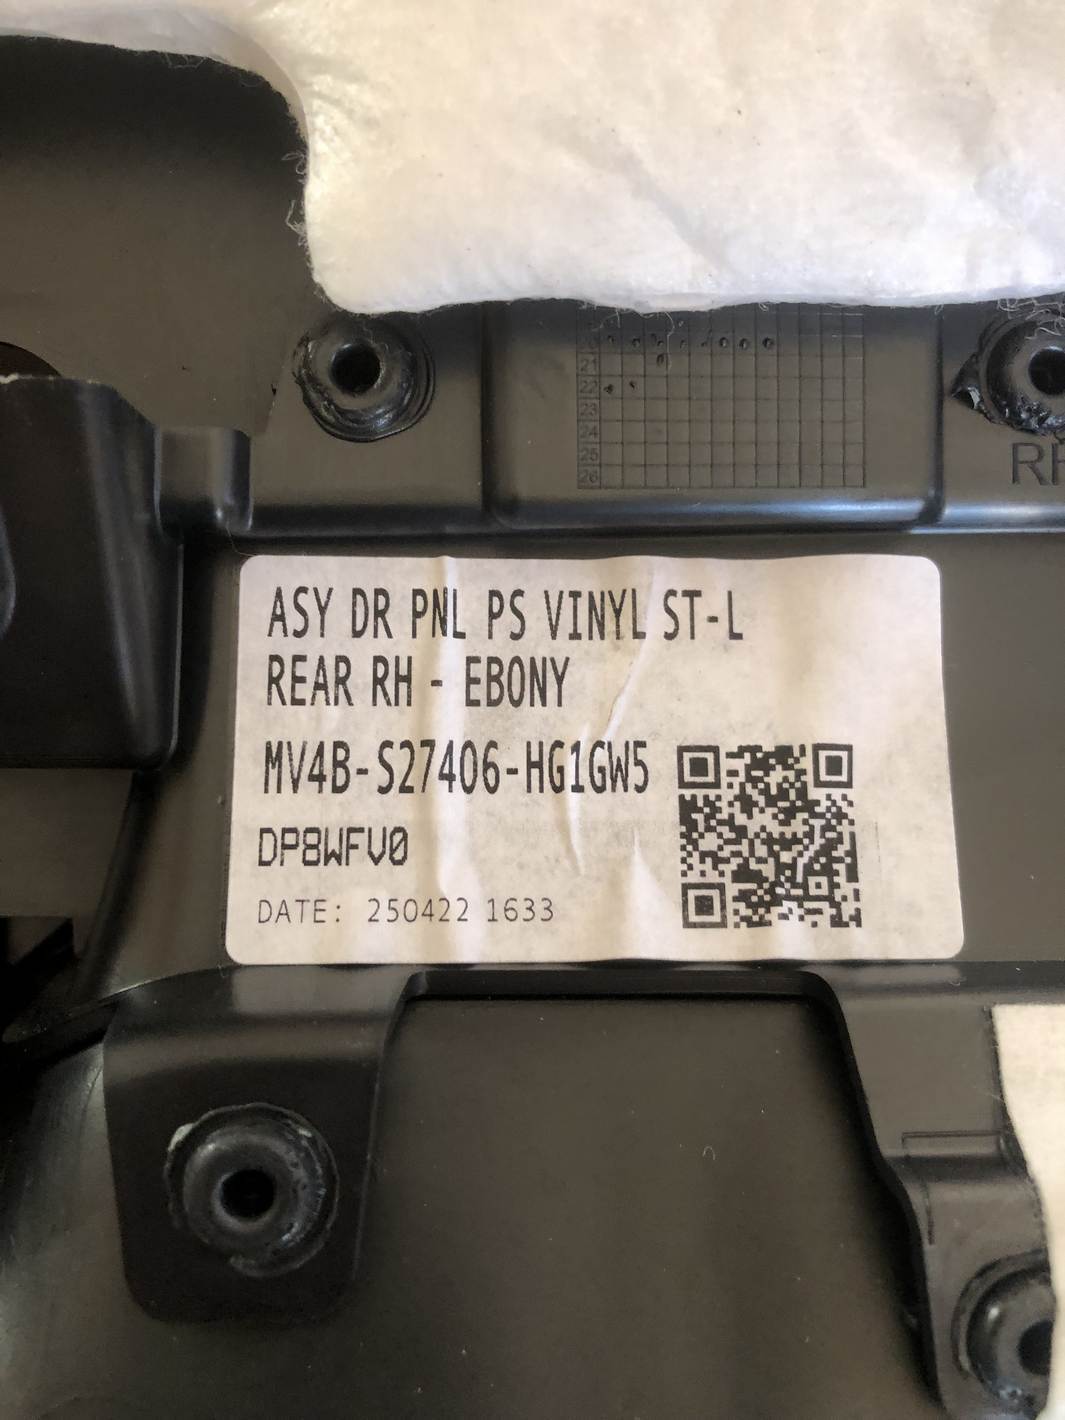 20
21
22
23
24
25
26
RH
ASY DR PNL PS VINYL ST-L
REAR RH - EBONY
MV4B-S27406-HG1GW5
DP8WFV0
DATE: 250422 1633